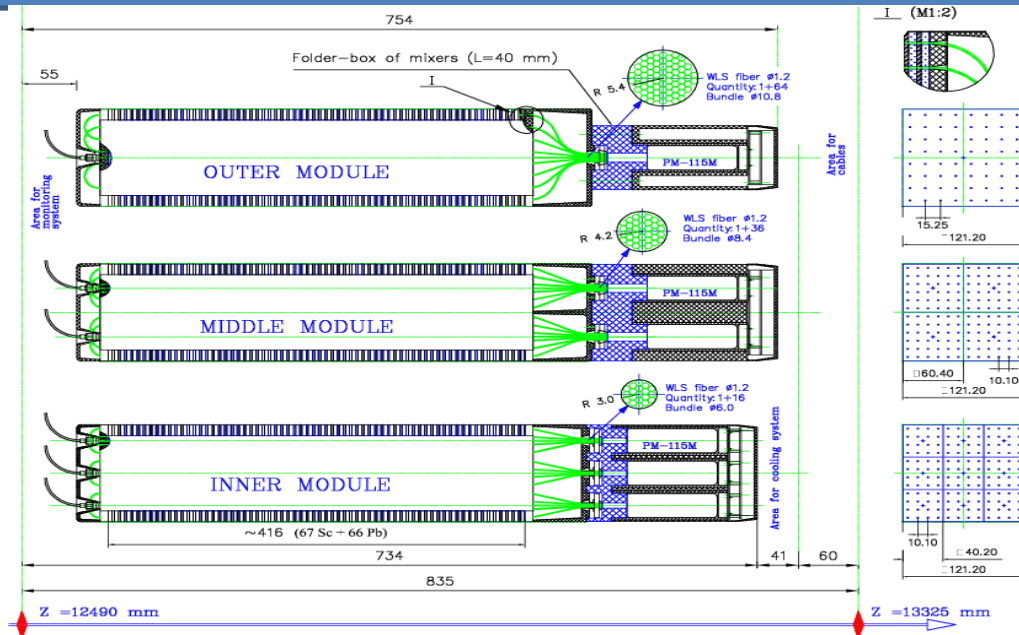 754
I (M1:2)
Folder-box of mixers (L=40 mm)
55
I
R 5.4
WLS fiber ø1.2
Quantity:1+64
Bundle ø10.8
OUTER MODULE
PM-115M
Area for
monitoring
system
Area for
cables
15.25
□121.20
R 4.2
WLS fiber ø1.2
Quantity:1+36
Bundle ø8.4
MIDDLE MODULE
PM-115M
□60.40
10.10
□121.20
R 3.0
WLS fiber ø1.2
Quantity:1+16
Bundle ø6.0
INNER MODULE
PM-115M
Area for cooling system
~416 (67 Sc + 66 Pb)
10.10
□40.20
□121.20
734
41
60
835
Z =12490 mm
Z =13325 mm